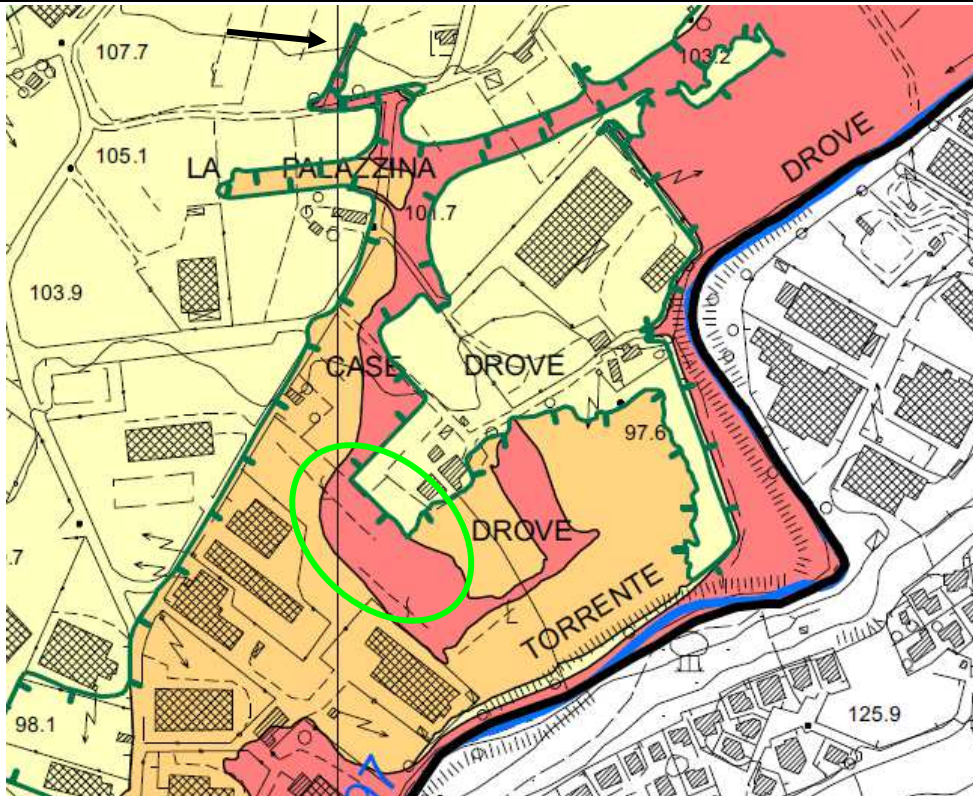 107.7
103.2
DROVE
105.1
LA PALAZZINA
101.7
103.9
CASE DROVE
97.6
DROVE
TORRENTE
.7
98.1
125.9